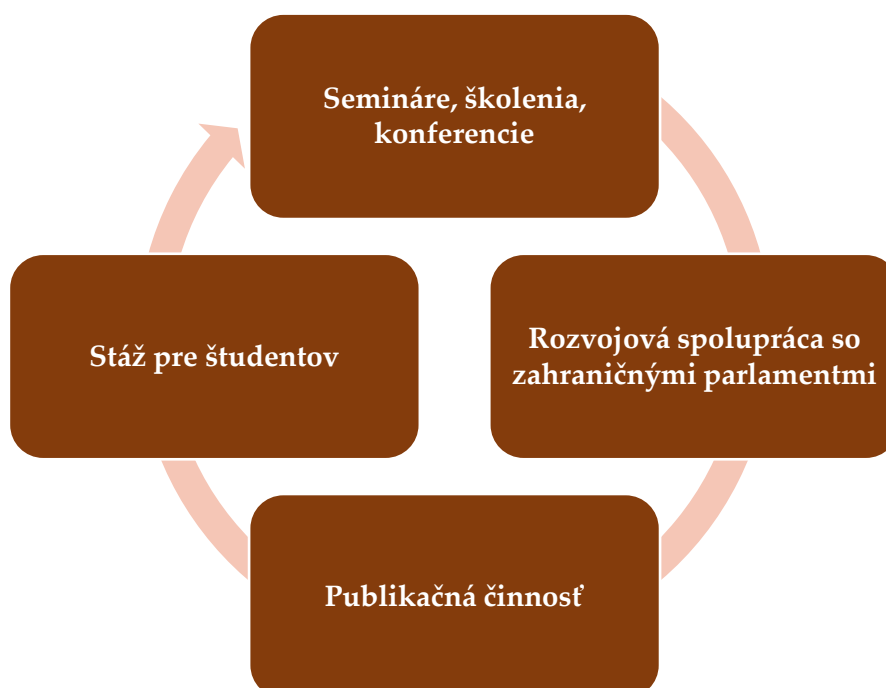 Semináre, školenia,
konferencie
Stáž pre študentov
Rozvojová spolupráca so
zahraničnými parlamentmi
Publikačná činnosť